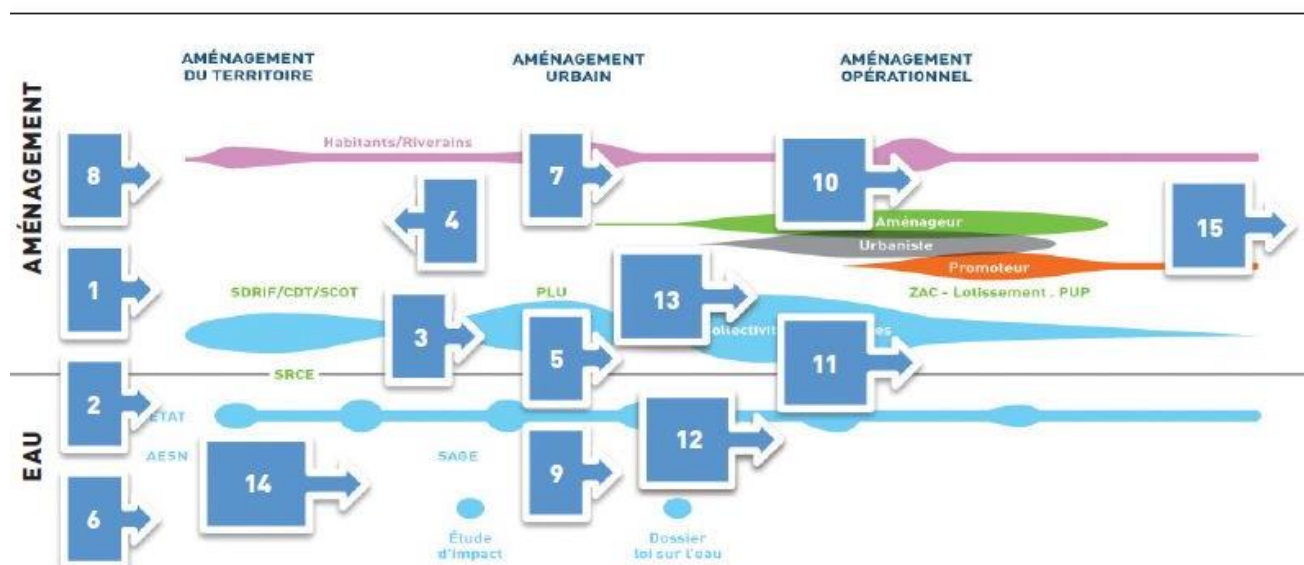 AMÉNAGEMENT
DU TERRITOIRE
AMÉNAGEMENT
URBAIN
AMÉNAGEMENT
OPÉRATIONNEL
AMÉNAGEMENT
Habitants/Riverains
8
7
10
4
Aménageur
15
Urbaniste
Promoteur
1
SDRIF/CDT/SCOT
PLU
13
ZAC - Lotissement . PUP
3
5
11
SRCE
EAU
2
ETAT
12
AESN
14
SAGE
9
6
Étude
d'impact
Dossier
loi sur l'eau